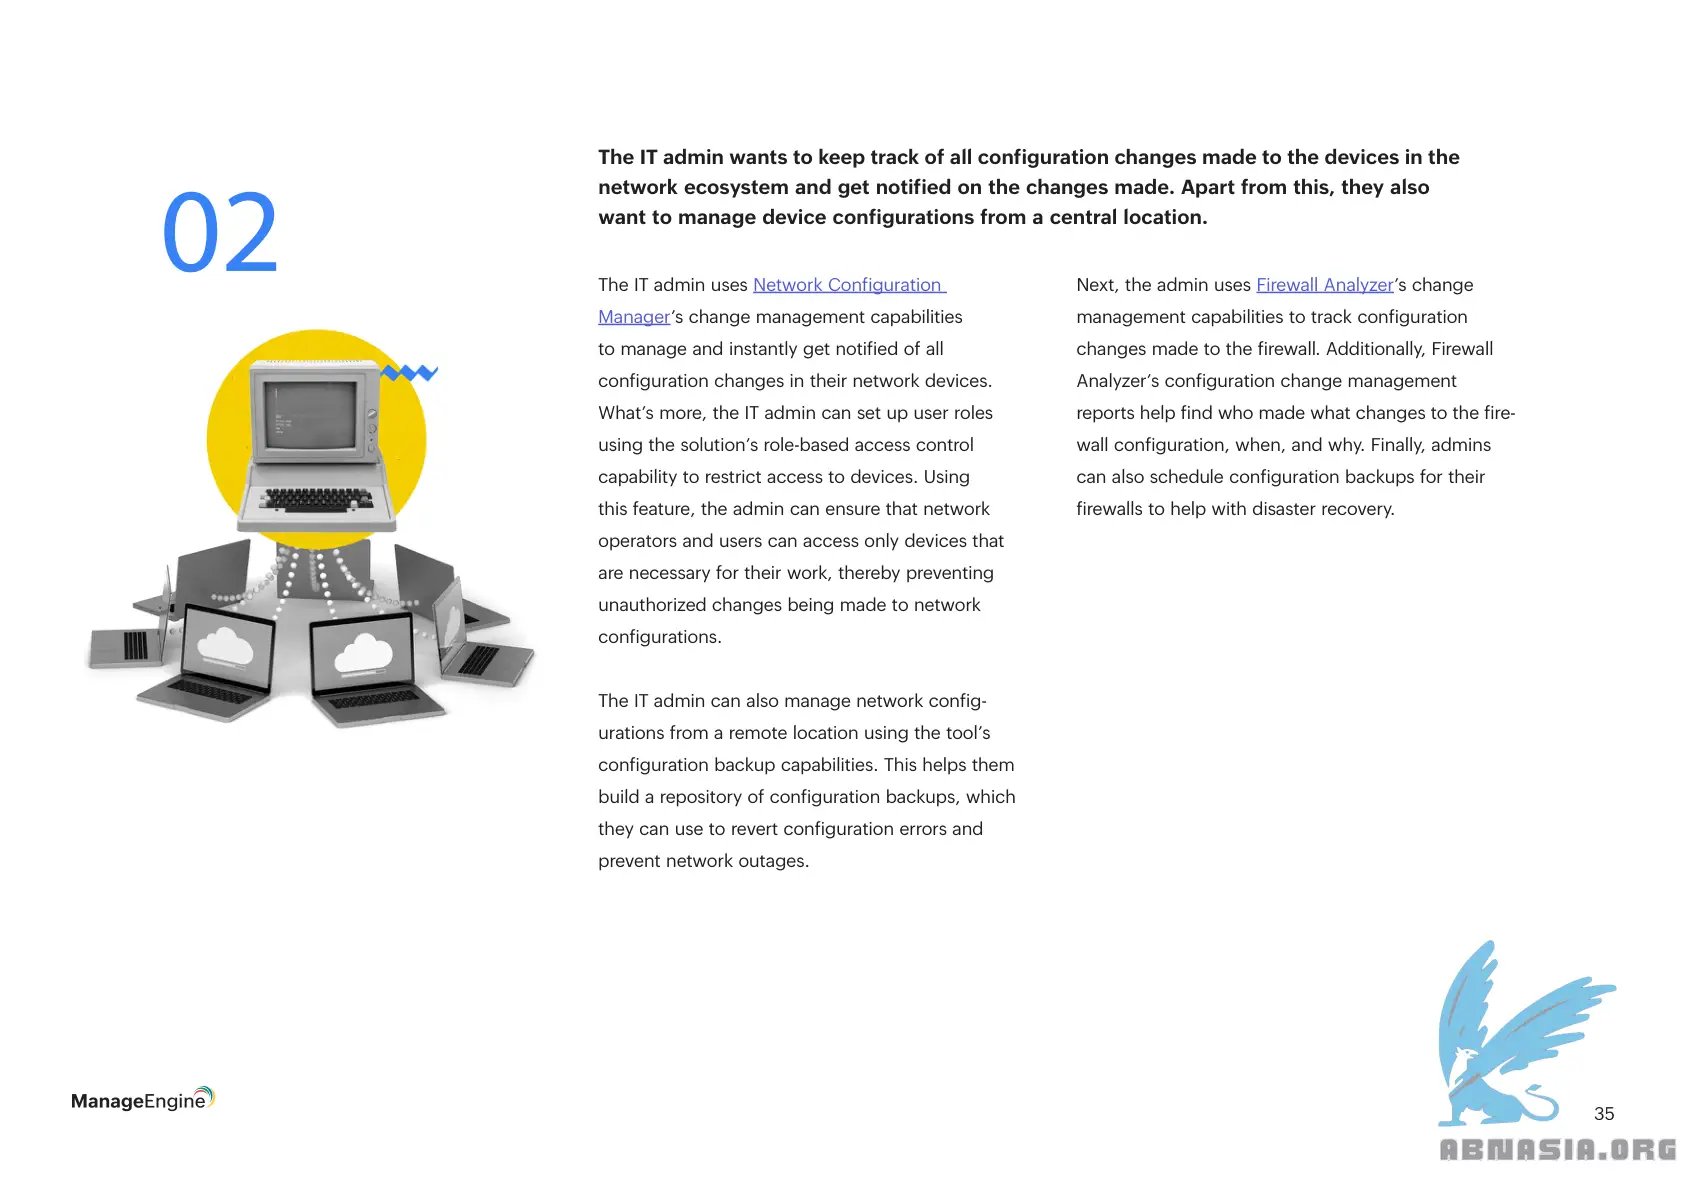 02
The IT admin wants to keep track of all configuration changes made to the devices in the
network ecosystem and get notified on the changes made. Apart from this, they also
want to manage device configurations from a central location.
The IT admin uses Network Configuration
Manager’s change management capabilities
to manage and instantly get notified of all
configuration changes in their network devices.
What’s more, the IT admin can set up user roles
using the solution’s role-based access control
capability to restrict access to devices. Using
this feature, the admin can ensure that network
operators and users can access only devices that
are necessary for their work, thereby preventing
unauthorized changes being made to network
configurations.
The IT admin can also manage network config-
urations from a remote location using the tool’s
configuration backup capabilities. This helps them
build a repository of configuration backups, which
they can use to revert configuration errors and
prevent network outages.
Next, the admin uses Firewall Analyzer’s change
management capabilities to track configuration
changes made to the firewall. Additionally, Firewall
Analyzer’s configuration change management
reports help find who made what changes to the fire-
wall configuration, when, and why. Finally, admins
can also schedule configuration backups for their
firewalls to help with disaster recovery.
ManageEngine
35
ABNASIA.ORG